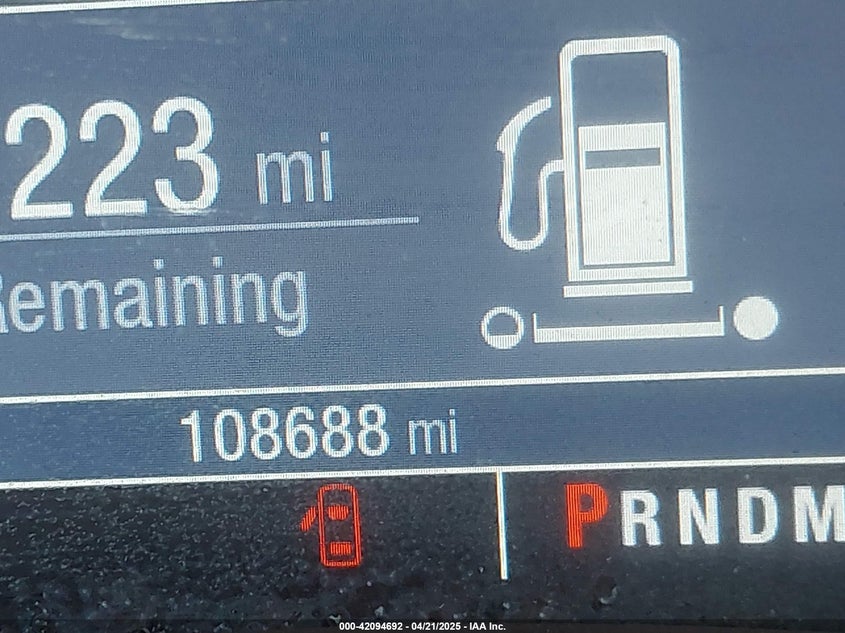 223 mi
Remaining
108688 mi
PRNDM
000-42094692 - 04/21/2025 - IAA Inc.